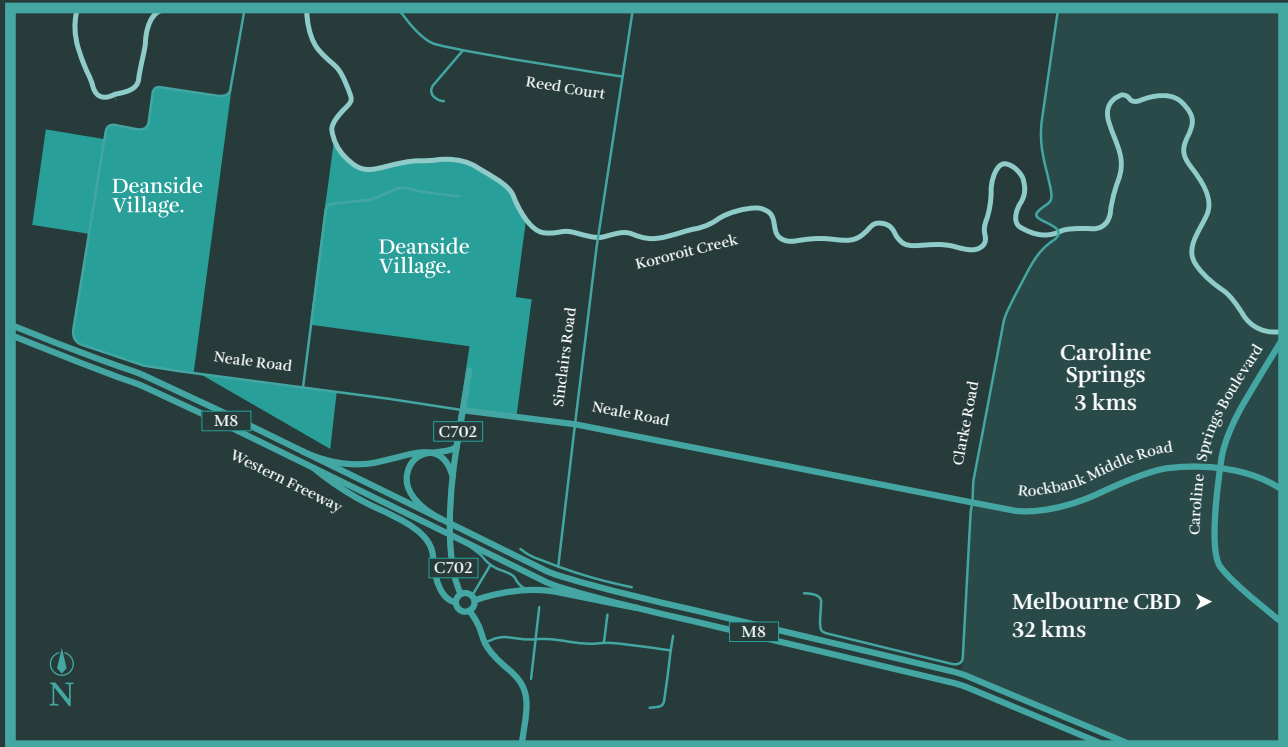 Reed Court
Deanside
Village.
Deanside
Village.
Kororoit Creek
Sinclairs Road
Neale Road
Caroline
Springs
3 kms
Caroline Springs Boulevard
Clarke Road
Neale Road
M8
C702
Western Freeway
Rockbank Middle Road
C702
Melbourne CBD ➤
32 kms
M8
N